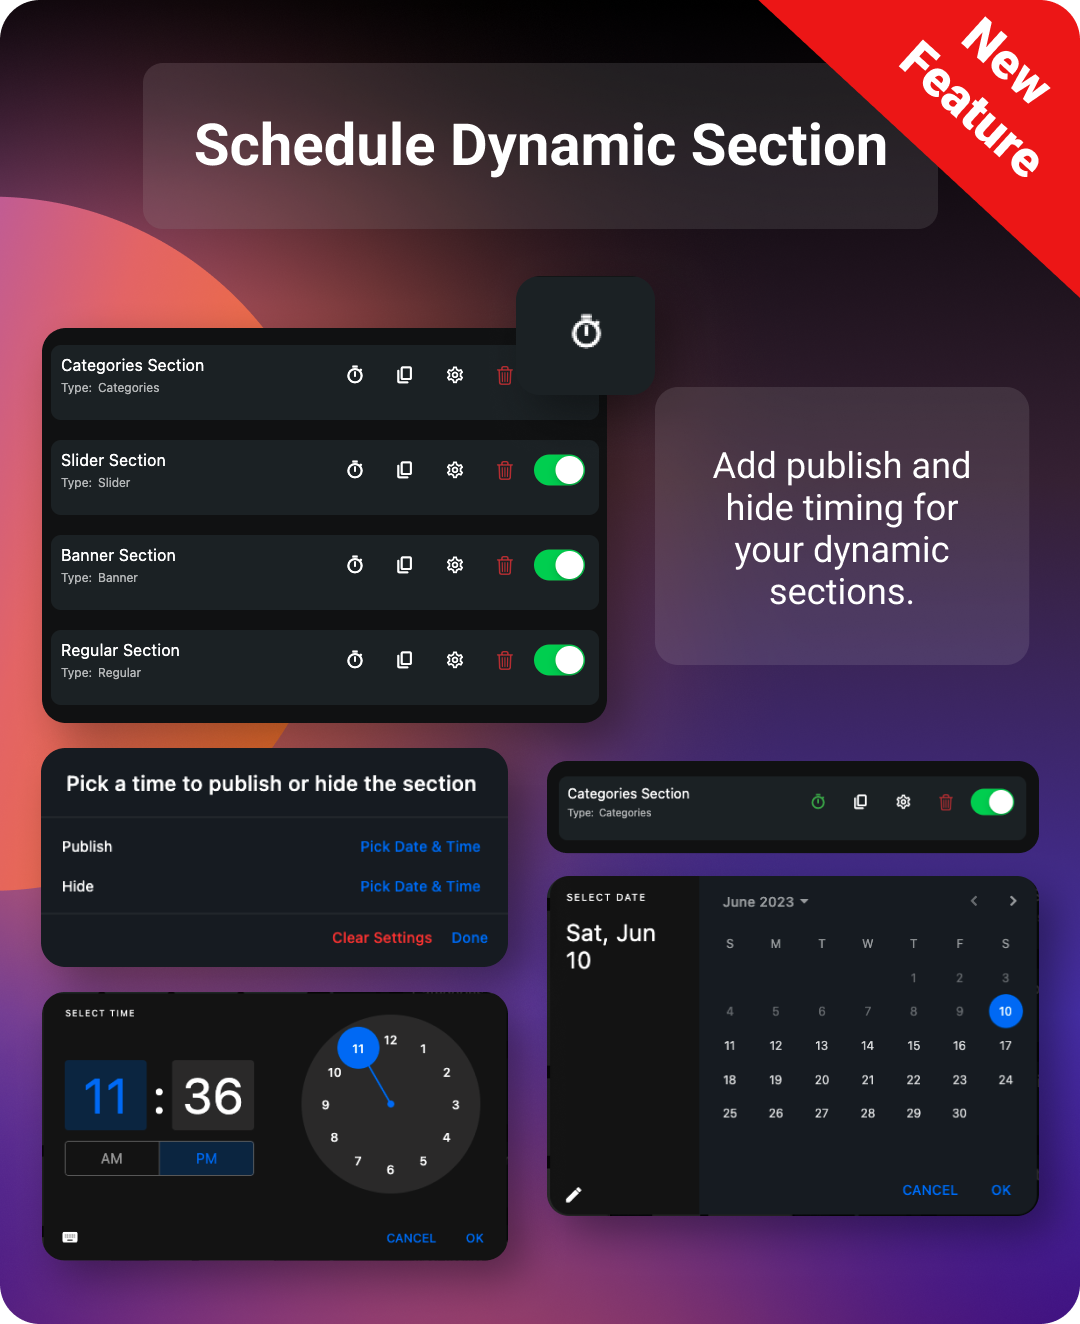 New
Feature
Schedule Dynamic Section
Categories Section
Type: Categories
Slider Section
Type: Slider
Banner Section
Type: Banner
Regular Section
Type: Regular
Add publish and
hide timing for
your dynamic
sections.
Pick a time to publish or hide the section
Publish Pick Date & Time
Hide Pick Date & Time
Clear Settings Done
Categories Section
Type: Categories
SELECT TIME
11 : 36
AM PM
12
1
2
3
4
5
6
7
8
9
10
11
CANCEL OK
SELECT DATE
Sat, Jun
10
June 2023
S M T W T F S
1 2 3
4 5 6 7 8 9 10
11 12 13 14 15 16 17
18 19 20 21 22 23 24
25 26 27 28 29 30
CANCEL OK